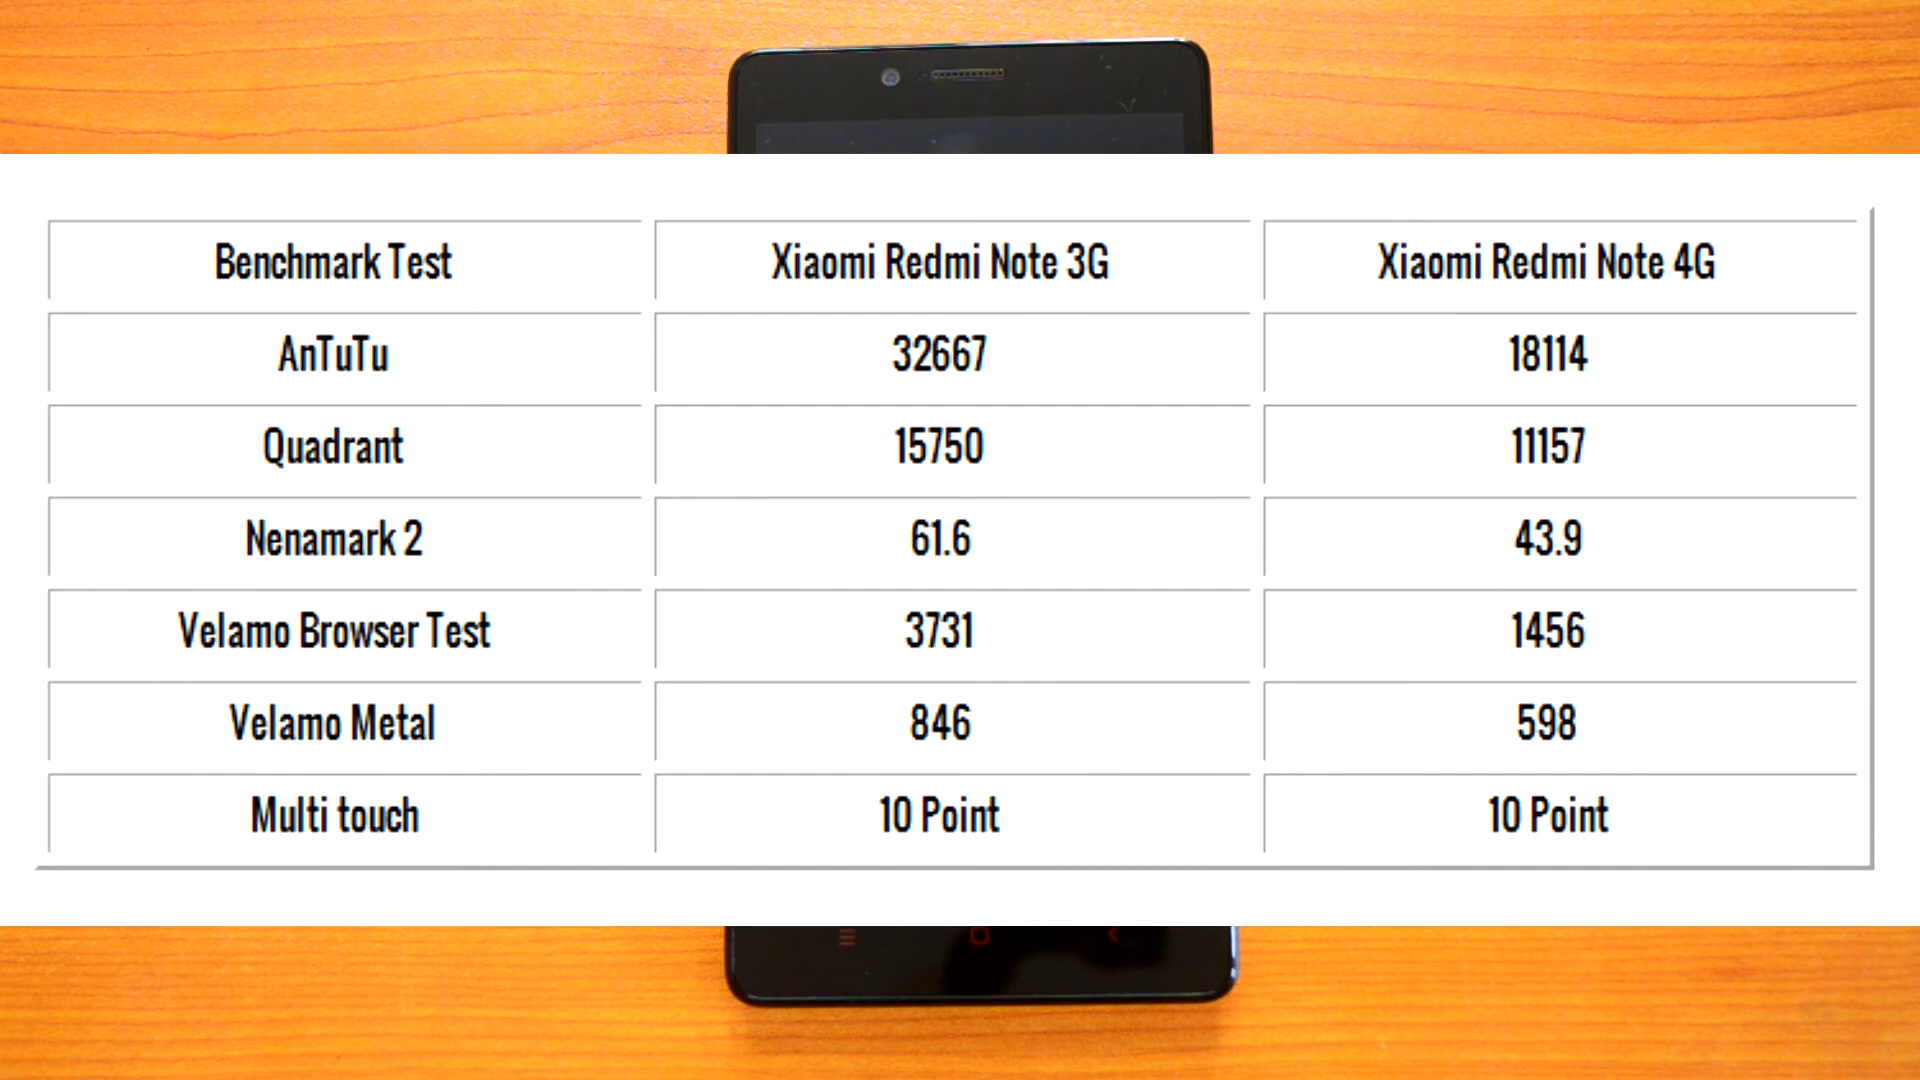 Benchmark Test Xiaomi Redmi Note 3G Xiaomi Redmi Note 4G
AnTuTu 32667 18114
Quadrant 15750 11157
Nenamark 2 61.6 43.9
Velamo Browser Test 3731 1456
Velamo Metal 846 598
Multi touch 10 Point 10 Point